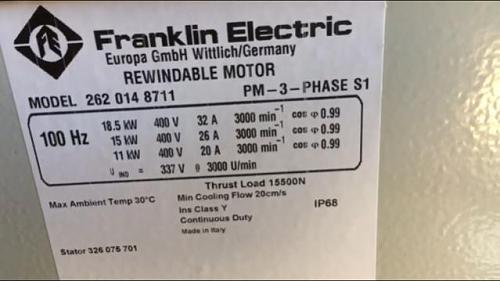 Franklin Electric
Europa GmbH Wittlich/Germany
REWINDABLE MOTOR
MODEL 262 014 8711 PM-3-PHASE S1
100 Hz
18.5 kW 400 V 32 A 3000 min-1 cos φ 0.99
15 kW 400 V 26 A 3000 min-1 cos φ 0.99
11 kW 400 V 20 A 3000 min-1 cos φ 0.99
U IND = 337 V @ 3000 U/min
Thrust Load 15500N
Max Ambient Temp 30°C Min Cooling Flow 20cm/s
Ins Class Y IP68
Continuous Duty
Made in Italy
Stator 326 075 701